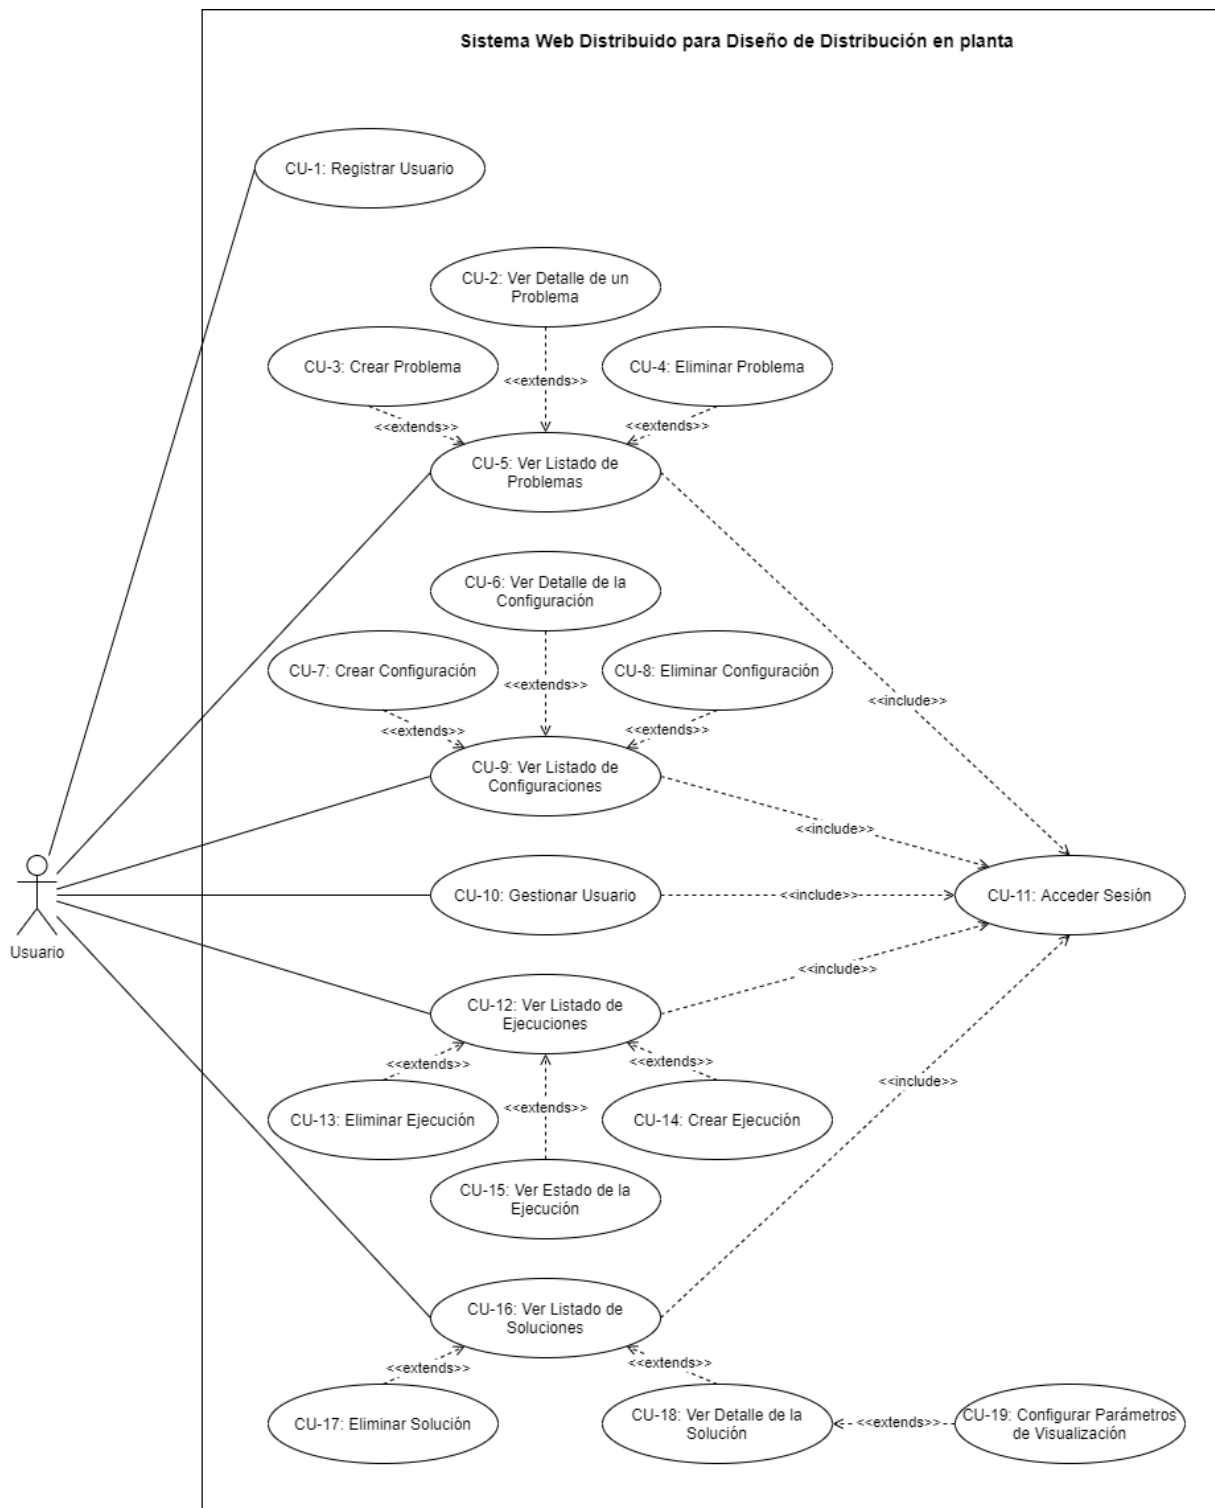 Sistema Web Distribuido para Diseño de Distribución en planta
CU-1: Registrar Usuario
CU-2: Ver Detalle de un
Problema
CU-3: Crear Problema
CU-4: Eliminar Problema
<<extends>>
<<extends>>
<<extends>>
CU-5: Ver Listado de
Problemas
CU-6: Ver Detalle de la
Configuración
CU-7: Crear Configuración
CU-8: Eliminar Configuración
<<extends>>
<<include>>
<<extends>>
<<extends>>
CU-9: Ver Listado de
Configuraciones
<<include>>
CU-10: Gestionar Usuario
<<include>>
CU-11: Acceder Sesión
Usuario
<<include>>
CU-12: Ver Listado de
Ejecuciones
<<extends>>
<<extends>>
<<include>>
<<extends>>
CU-13: Eliminar Ejecución
CU-14: Crear Ejecución
CU-15: Ver Estado de la
Ejecución
CU-16: Ver Listado de
Soluciones
<<extends>>
<<extends>>
CU-17: Eliminar Solución
CU-18: Ver Detalle de la
Solución
<<extends>>
CU-19: Configurar Parámetros
de Visualización